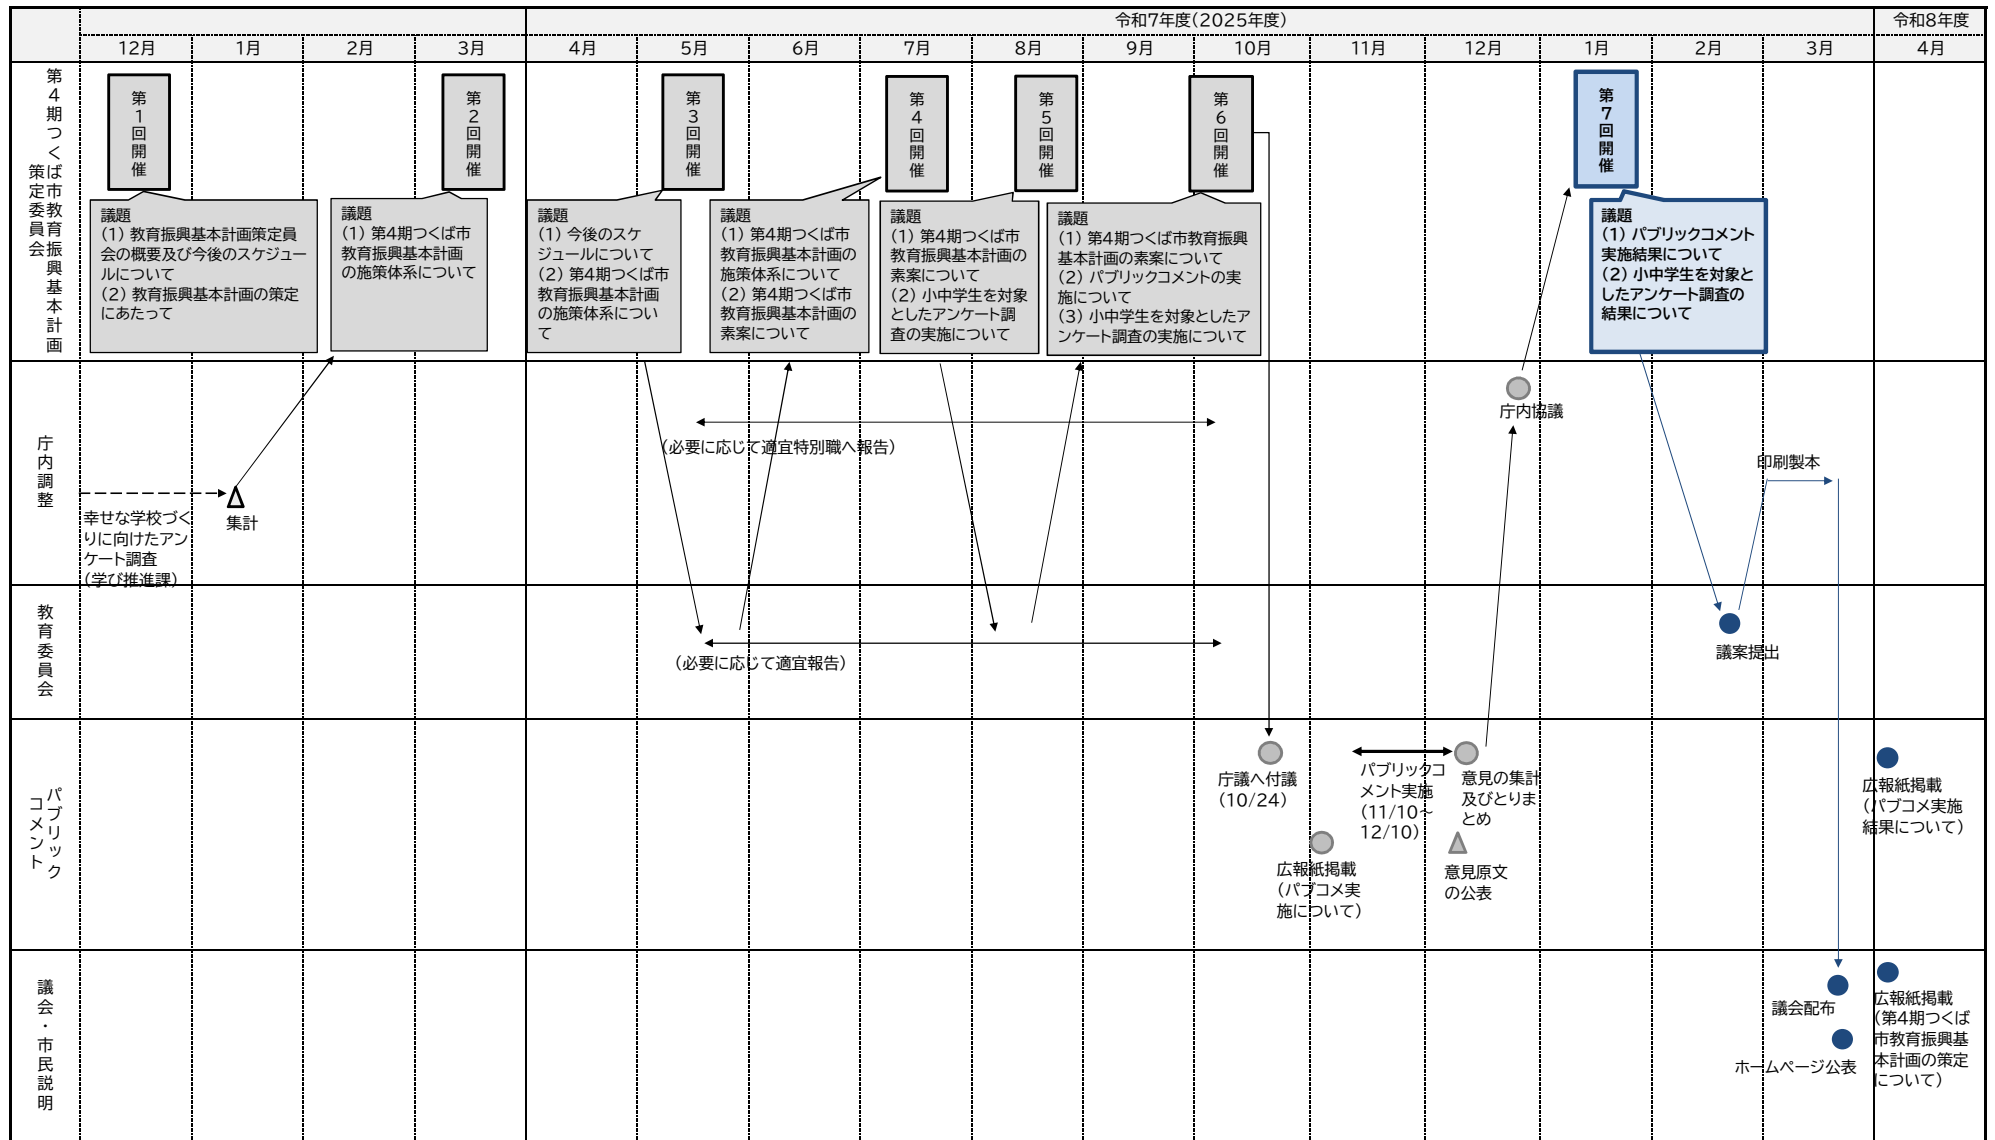 令和7年度(2025年度)
令和8年度
12月
1月
2月
3月
4月
5月
6月
7月
8月
9月
10月
11月
12月
1月
2月
3月
4月
第4期つくば市教育振興基本計画
策定委員会
第1回開催
第2回開催
第3回開催
第4回開催
第5回開催
第6回開催
第7回開催
議題
(1) 教育振興基本計画策定員
会の概要及び今後のスケジュー
ルについて
(2) 教育振興基本計画の策定
にあたって
議題
(1) 第4期つくば市
教育振興基本計画
の施策体系について
議題
(1) 今後のスケ
ジュールについて
(2) 第4期つくば市
教育振興基本計画
の施策体系につい
て
議題
(1) 第4期つくば市
教育振興基本計画の
施策体系について
(2) 第4期つくば市
教育振興基本計画の
素案について
議題
(1) 第4期つくば市
教育振興基本計画の
素案について
(2) 小中学生を対象
としたアンケート調
査の実施について
議題
(1) 第4期つくば市教育振興
基本計画の素案について
(2) パブリックコメントの実
施について
(3) 小中学生を対象としたア
ンケート調査の実施について
議題
(1) パブリックコメント
実施結果について
(2) 小中学生を対象と
したアンケート調査の
結果について
庁内調整
幸せな学校づく
りに向けたアン
ケート調査
(学び推進課)
集計
(必要に応じて適宜特別職へ報告)
庁内協議
印刷製本
教育委員会
(必要に応じて適宜報告)
議案提出
パブリック
コメント
庁議へ付議
(10/24)
広報紙掲載
(パブコメ実
施について)
パブリックコ
メント実施
(11/10~
12/10)
意見の集計
及びとりま
とめ
意見原文
の公表
広報紙掲載
(パブコメ実施
結果について)
議会・市民説明
議会配布
ホームページ公表
広報紙掲載
(第4期つくば
市教育振興基
本計画の策定
について)